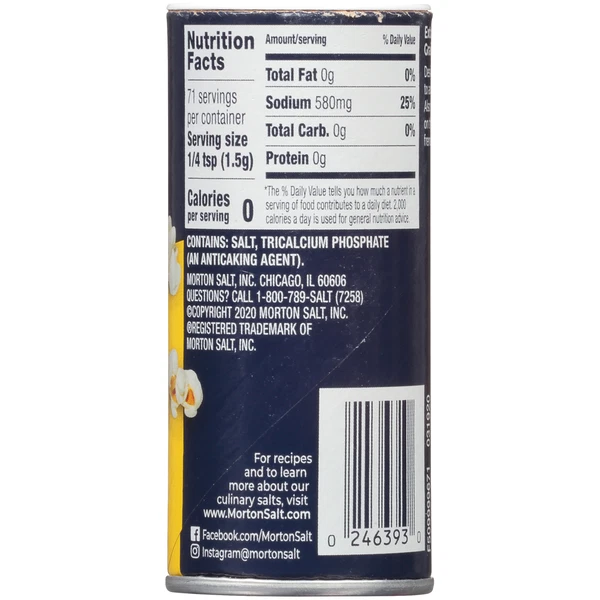 Nutrition
Facts
71 servings
per container
Serving size
1/4 tsp (1.5g)
Calories
per serving 0
Amount/serving % Daily Value
Total Fat 0g 0%
Sodium 580mg 25%
Total Carb. 0g 0%
Protein 0g
*The % Daily Value tells you how much a nutrient in a
serving of food contributes to a daily diet. 2,000
calories a day is used for general nutrition advice.
CONTAINS: SALT, TRICALCIUM PHOSPHATE
(AN ANTICAKING AGENT).
MORTON SALT, INC. CHICAGO, IL 60606
QUESTIONS? CALL 1-800-789-SALT (7258)
©COPYRIGHT 2020 MORTON SALT, INC.
®REGISTERED TRADEMARK OF
MORTON SALT, INC.
For recipes
and to learn
more about our
culinary salts, visit
www.MortonSalt.com
Facebook.com/MortonSalt
Instagram@mortonsalt
0 246393 0